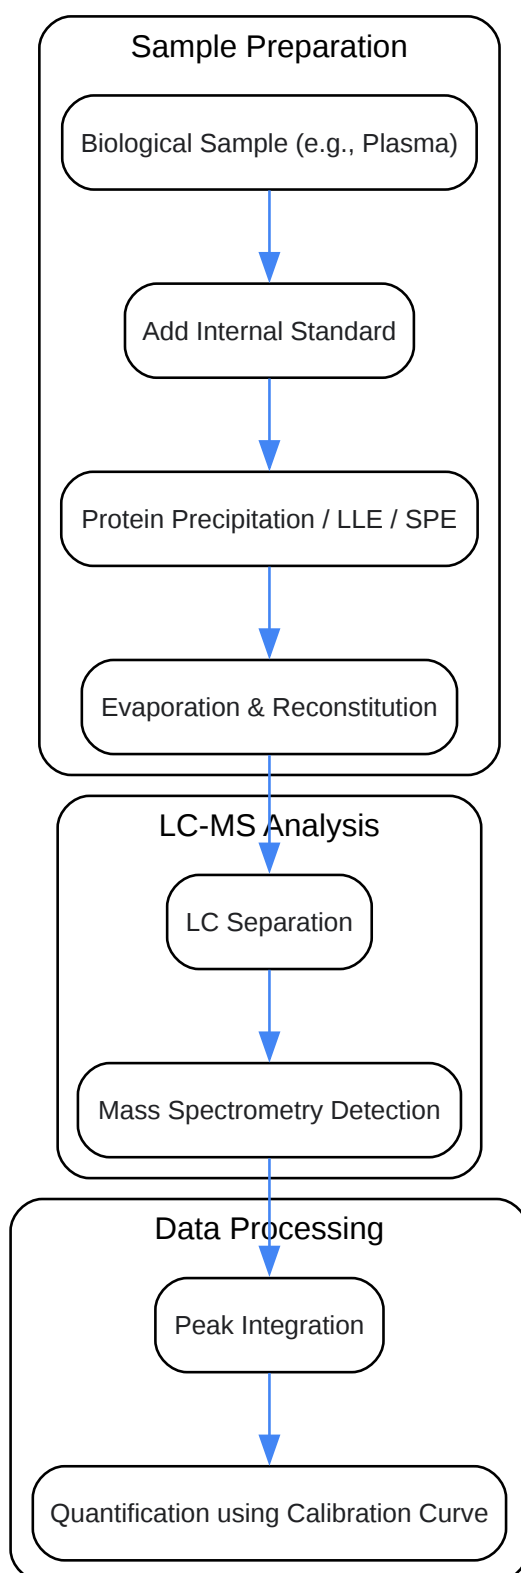 Sample Preparation
Biological Sample (e.g., Plasma)
Add Internal Standard
Protein Precipitation / LLE / SPE
Evaporation & Reconstitution
LC-MS Analysis
LC Separation
Mass Spectrometry Detection
Data Processing
Peak Integration
Quantification using Calibration Curve